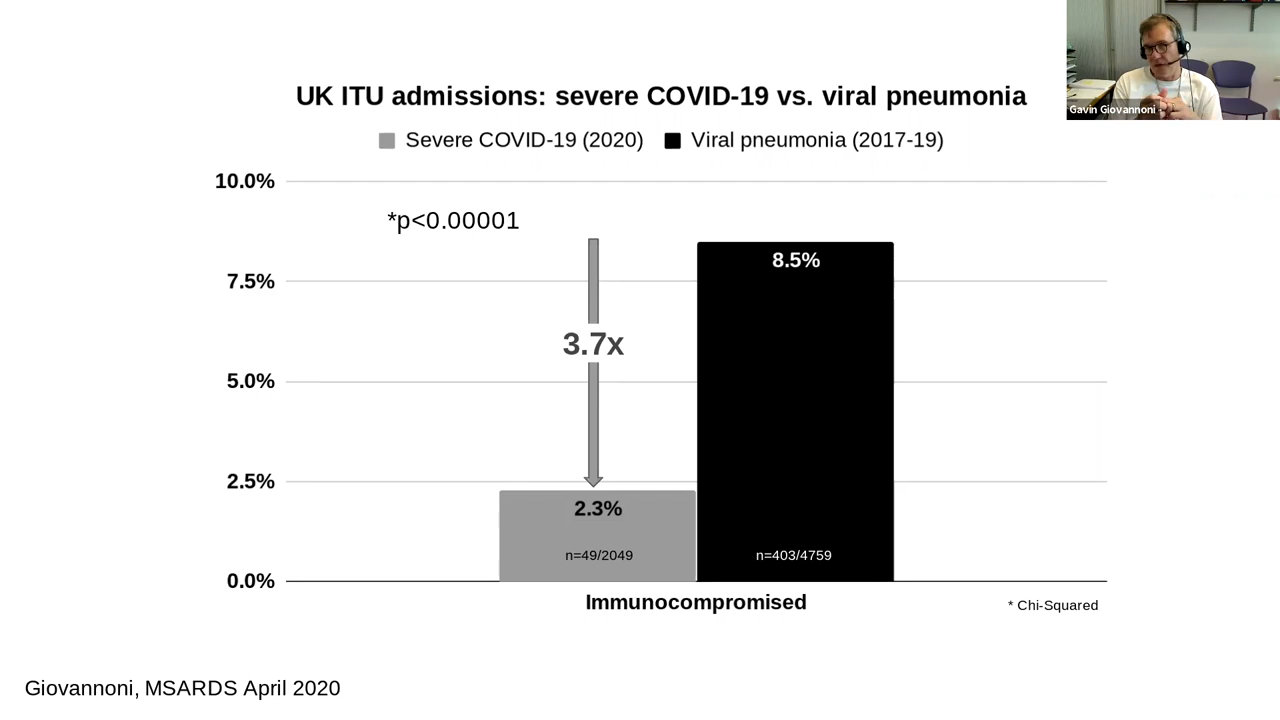 UK ITU admissions: severe COVID-19 vs. viral pneumonia
Severe COVID-19 (2020) Viral pneumonia (2017-19)
Gavin Giovannoni
10.0%
*p<0.00001
8.5%
7.5%
3.7x
5.0%
2.5%
2.3%
n=49/2049 n=403/4759
0.0%
Immunocompromised
* Chi-Squared
Giovannoni, MSARDS April 2020